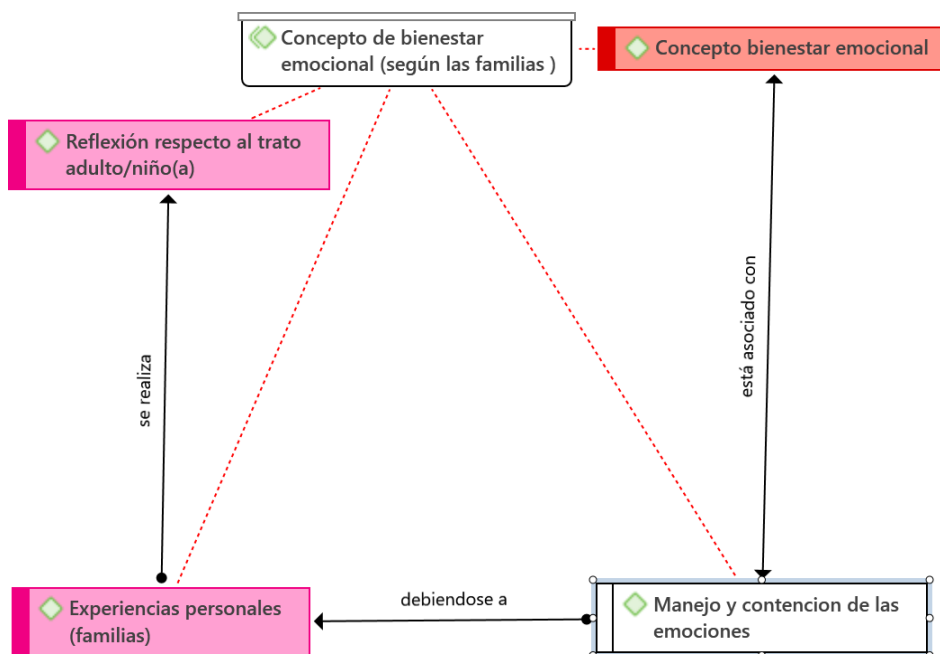 Concepto de bienestar
emocional (según las familias )
Concepto bienestar emocional
Reflexión respecto al trato
adulto/niño(a)
se realiza
está asociado con
debiendose a
Experiencias personales
(familias)
Manejo y contencion de las
emociones